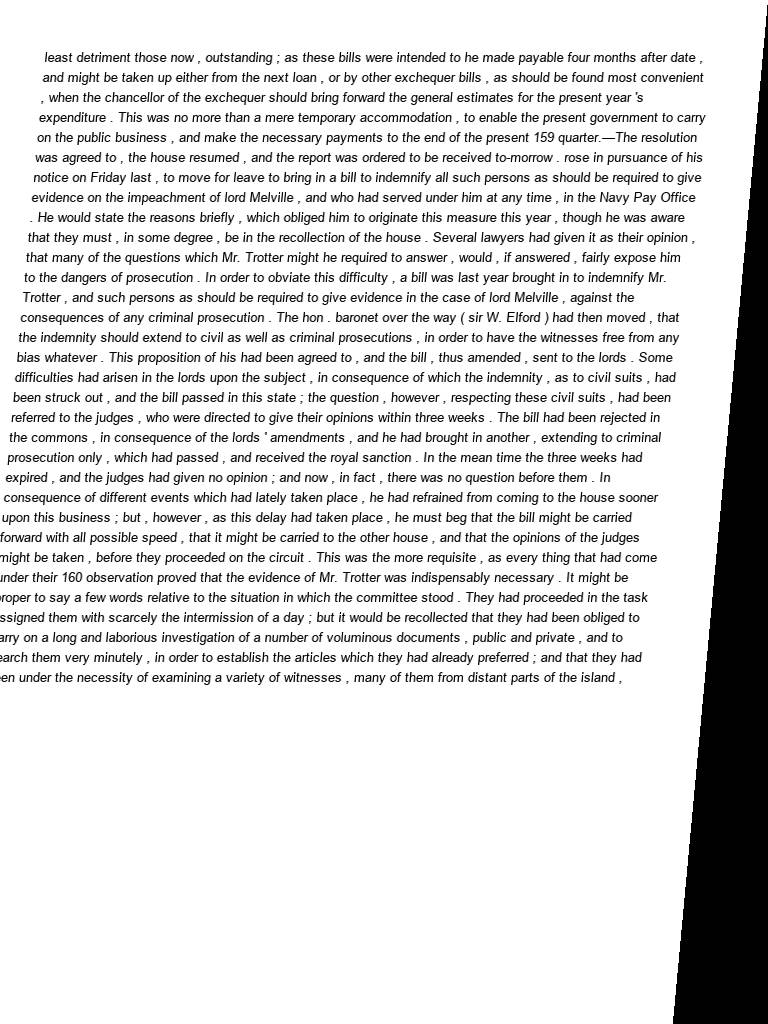 least detriment those now , outstanding ; as these bills were intended to he made payable four months after date ,
and might be taken up either from the next loan , or by other exchequer bills , as should be found most convenient
, when the chancellor of the exchequer should bring forward the general estimates for the present year 's
expenditure . This was no more than a mere temporary accommodation , to enable the present government to carry
on the public business , and make the necessary payments to the end of the present 159 quarter.—The resolution
was agreed to , the house resumed , and the report was ordered to be received to-morrow . rose in pursuance of his
notice on Friday last , to move for leave to bring in a bill to indemnify all such persons as should be required to give
evidence on the impeachment of lord Melville , and who had served under him at any time , in the Navy Pay Office
. He would state the reasons briefly , which obliged him to originate this measure this year , though he was aware
that they must , in some degree , be in the recollection of the house . Several lawyers had given it as their opinion ,
that many of the questions which Mr. Trotter might he required to answer , would , if answered , fairly expose him
to the dangers of prosecution . In order to obviate this difficulty , a bill was last year brought in to indemnify Mr.
Trotter , and such persons as should be required to give evidence in the case of lord Melville , against the
consequences of any criminal prosecution . The hon . baronet over the way ( sir W. Elford ) had then moved , that
the indemnity should extend to civil as well as criminal prosecutions , in order to have the witnesses free from any
bias whatever . This proposition of his had been agreed to , and the bill , thus amended , sent to the lords . Some
difficulties had arisen in the lords upon the subject , in consequence of which the indemnity , as to civil suits , had
been struck out , and the bill passed in this state ; the question , however , respecting these civil suits , had been
referred to the judges , who were directed to give their opinions within three weeks . The bill had been rejected in
the commons , in consequence of the lords ' amendments , and he had brought in another , extending to criminal
prosecution only , which had passed , and received the royal sanction . In the mean time the three weeks had
expired , and the judges had given no opinion ; and now , in fact , there was no question before them . In
consequence of different events which had lately taken place , he had refrained from coming to the house sooner
upon this business ; but , however , as this delay had taken place , he must beg that the bill might be carried
forward with all possible speed , that it might be carried to the other house , and that the opinions of the judges
might be taken , before they proceeded on the circuit . This was the more requisite , as every thing that had come
under their 160 observation proved that the evidence of Mr. Trotter was indispensably necessary . It might be
proper to say a few words relative to the situation in which the committee stood . They had proceeded in the task
ssigned them with scarcely the intermission of a day ; but it would be recollected that they had been obliged to
arry on a long and laborious investigation of a number of voluminous documents , public and private , and to
earch them very minutely , in order to establish the articles which they had already preferred ; and that they had
en under the necessity of examining a variety of witnesses , many of them from distant parts of the island ,